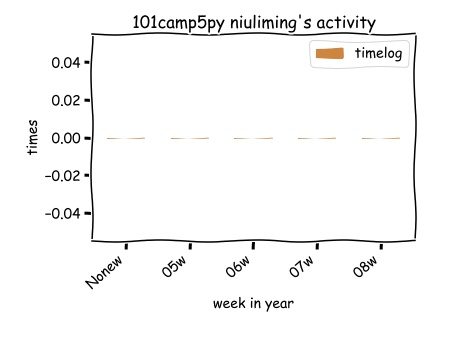 101camp5py niuliming's activity
timelog
0.04
0.02
0.00
−0.02
−0.04
times
Nonew
05w
06w
07w
08w
week in year